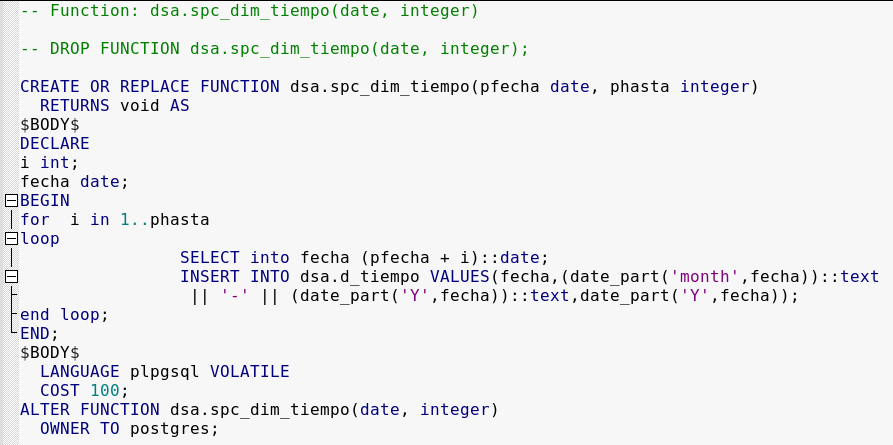 -- Function: dsa.spc_dim_tiempo(date, integer)

-- DROP FUNCTION dsa.spc_dim_tiempo(date, integer);

CREATE OR REPLACE FUNCTION dsa.spc_dim_tiempo(pfecha date, phasta integer)
  RETURNS void AS
$BODY$
DECLARE
i int;
fecha date;
BEGIN
for  i in 1..phasta
loop
                SELECT into fecha (pfecha + i)::date;
                INSERT INTO dsa.d_tiempo VALUES(fecha,(date_part('month',fecha))::text
                 || '-' || (date_part('Y',fecha))::text,date_part('Y',fecha));
end loop;
END;
$BODY$
  LANGUAGE plpgsql VOLATILE
  COST 100;
ALTER FUNCTION dsa.spc_dim_tiempo(date, integer)
  OWNER TO postgres;